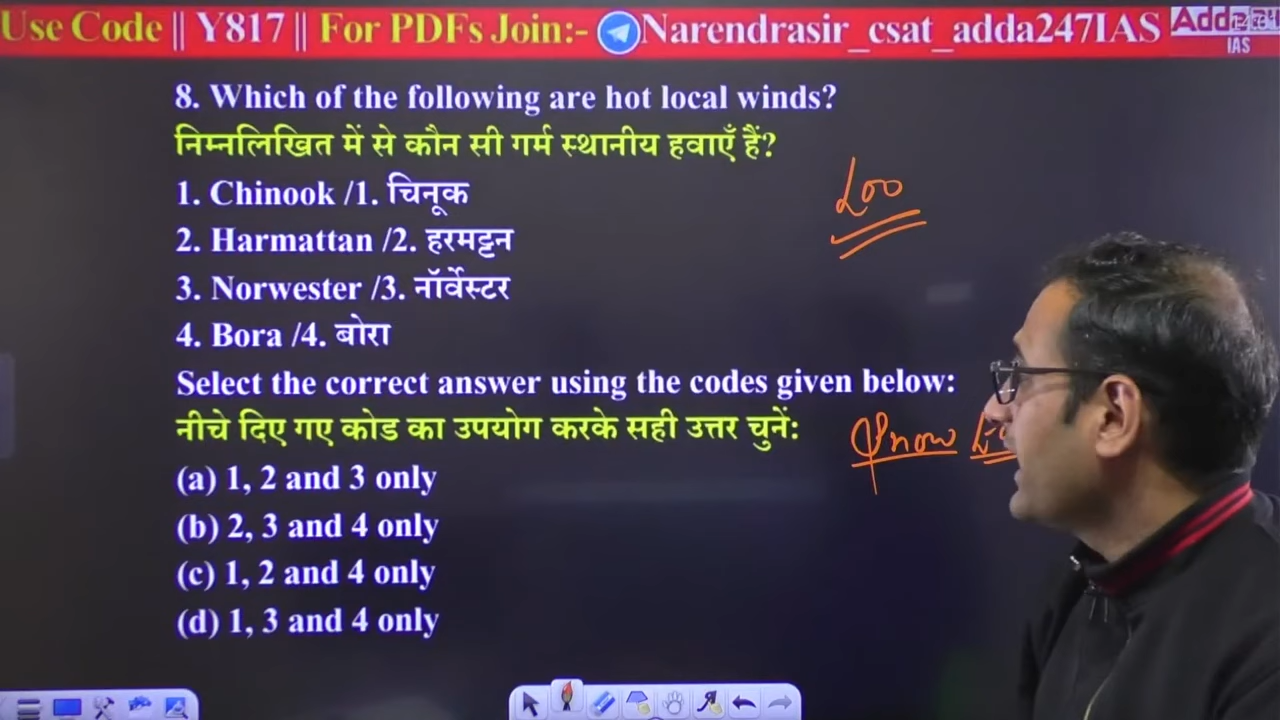 Use Code || Y817 || For PDFs Join:- Narendrasir_csat_adda247IAS
IAS
8. Which of the following are hot local winds?
निम्नलिखित में से कौन सी गर्म स्थानीय हवाएँ हैं?
Loo
1. Chinook /1. चिनूक
2. Harmattan /2. हरमट्टन
3. Norwester /3. नॉर्वेस्टर
4. Bora /4. बोरा
Select the correct answer using the codes given below:
नीचे दिए गए कोड का उपयोग करके सही उत्तर चुनें:
(a) 1, 2 and 3 only
(b) 2, 3 and 4 only
(c) 1, 2 and 4 only
(d) 1, 3 and 4 only